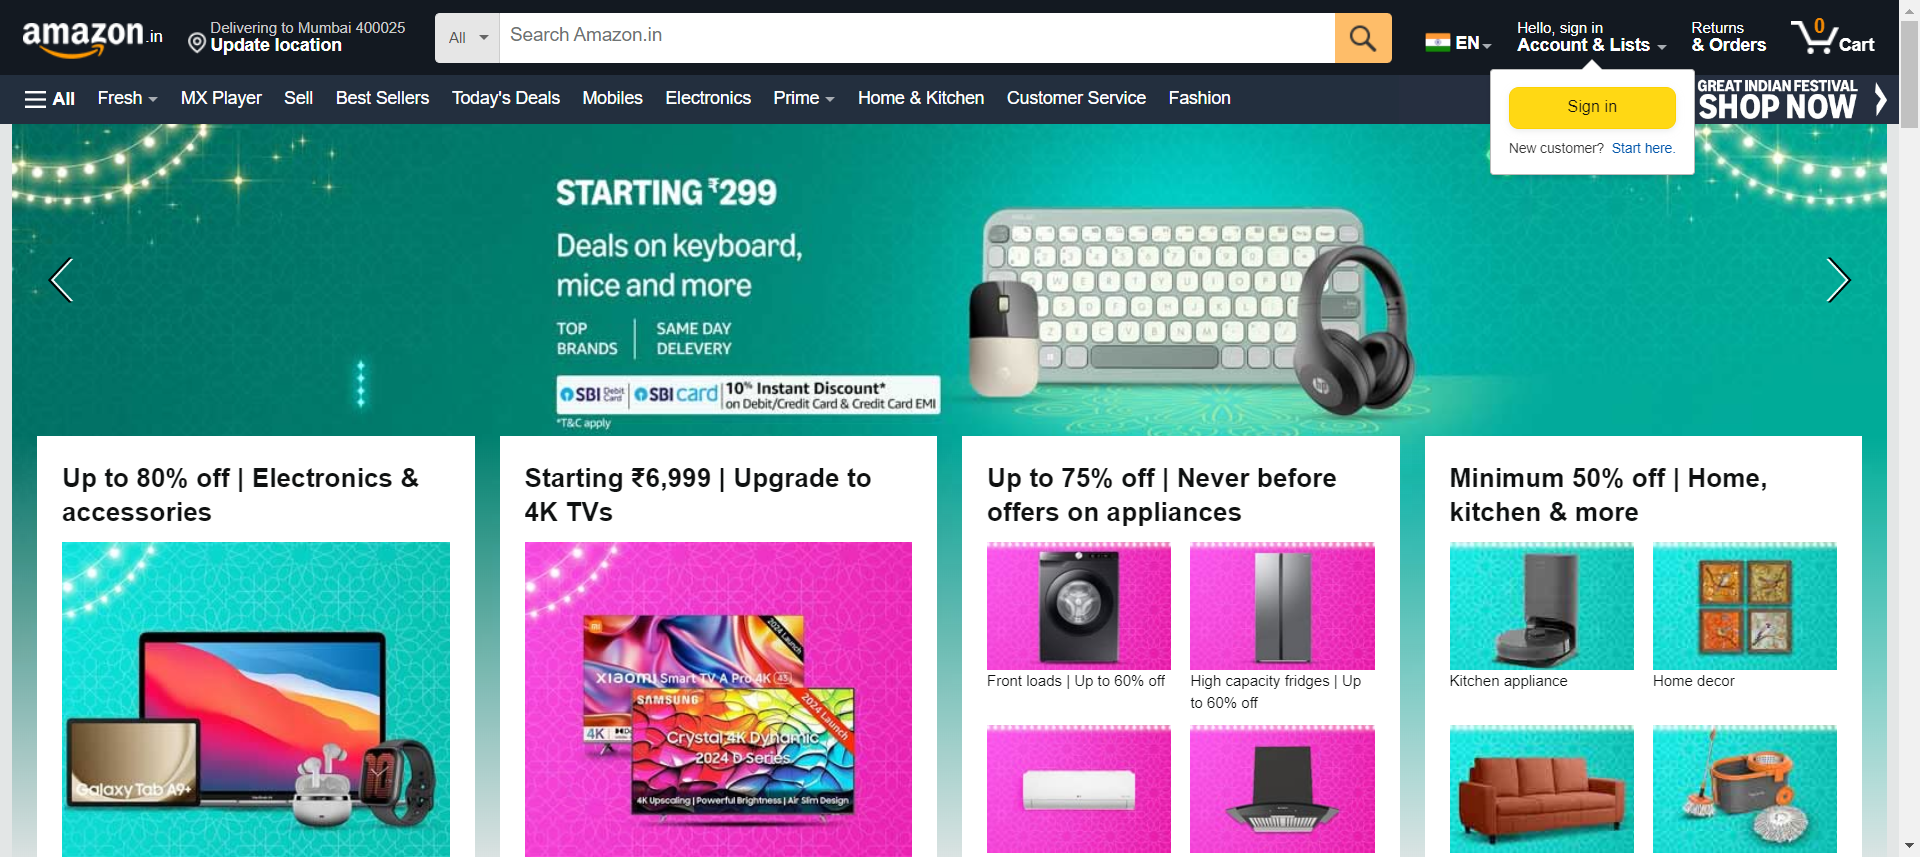 amazon.in
Delivering to Mumbai 400025
Update location
All
Search Amazon.in
EN
Hello, sign in
Account & Lists
Returns
& Orders
0
Cart
All
Fresh
MX Player
Sell
Best Sellers
Today's Deals
Mobiles
Electronics
Prime
Home & Kitchen
Customer Service
Fashion
GREAT INDIAN FESTIVAL
SHOP NOW
Sign in
New customer? Start here.
STARTING ₹299
Deals on keyboard,
mice and more
TOP
BRANDS
SAME DAY
DELEVERY
SBI Debit Card
SBI card
10% Instant Discount*
on Debit/Credit Card & Credit Card EMI
*T&C apply
hp
Up to 80% off | Electronics &
accessories
Galaxy Tab A9+
Starting ₹6,999 | Upgrade to
4K TVs
2024 Launch
xiaomi Smart TV A Pro 4K 43
4K
SAMSUNG
2024 Launch
Crystal 4K Dynamic
2024 D Series
4K Upscaling | Powerful Brightness | Air Slim Design
Up to 75% off | Never before
offers on appliances
Front loads | Up to 60% off
High capacity fridges | Up
to 60% off
Minimum 50% off | Home,
kitchen & more
Kitchen appliance
Home decor